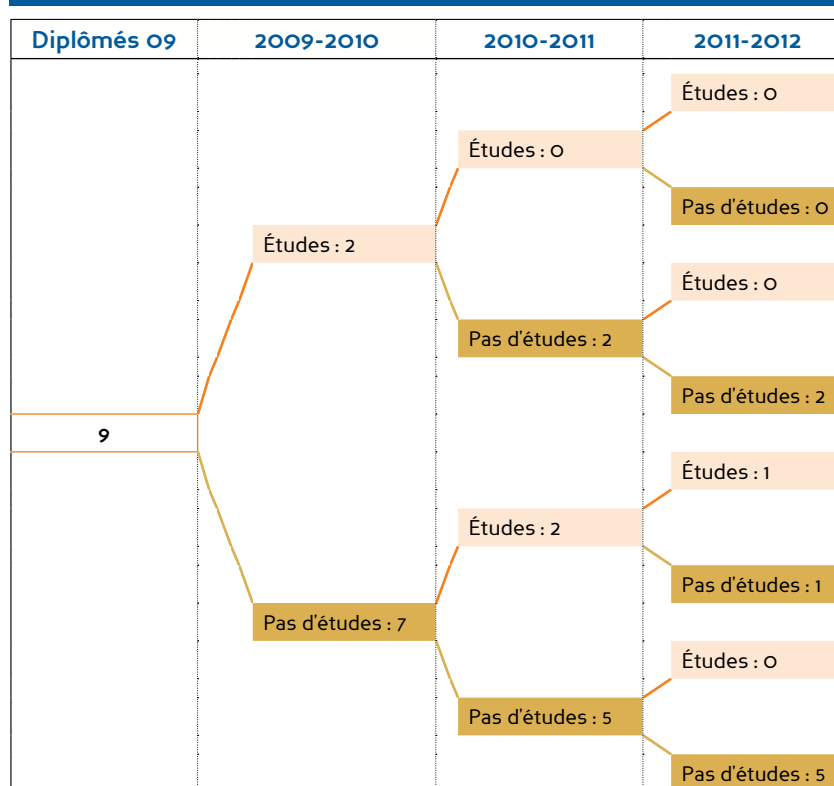 Diplômés 09 2009-2010 2010-2011 2011-2012
Études : 0
Études : 0
Pas d'études : 0
Études : 2
Études : 0
Pas d'études : 2
Pas d'études : 2
9
Études : 1
Études : 2
Pas d'études : 1
Pas d'études : 7
Études : 0
Pas d'études : 5
Pas d'études : 5